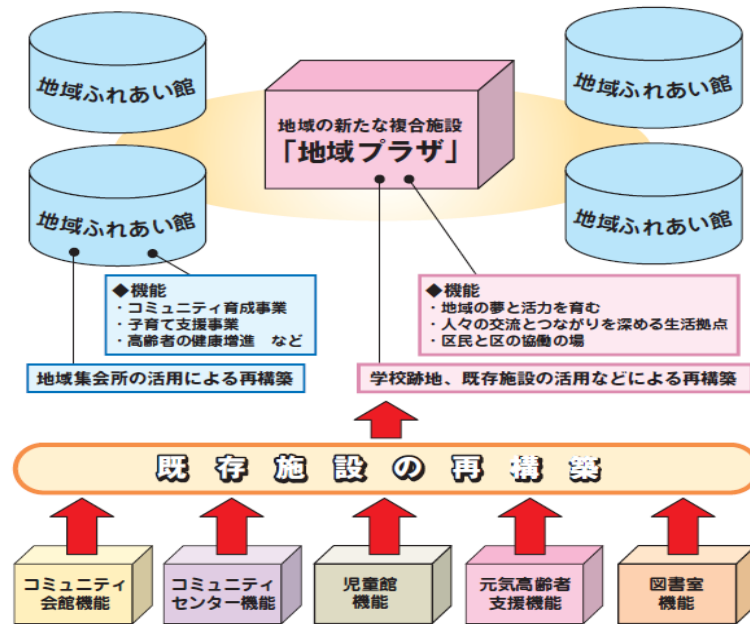 地域ふれあい館
地域ふれあい館
地域の新たな複合施設
「地域プラザ」
地域ふれあい館
地域ふれあい館
◆機能
・コミュニティ育成事業
・子育て支援事業
・高齢者の健康増進　など
地域集会所の活用による再構築
◆機能
・地域の夢と活力を育む
・人々の交流とつながりを深める生活拠点
・区民と区の協働の場
学校跡地、既存施設の活用などによる再構築
既存施設の再構築
コミュニティ
会館機能
コミュニティ
センター機能
児童館
機能
元気高齢者
支援機能
図書室
機能